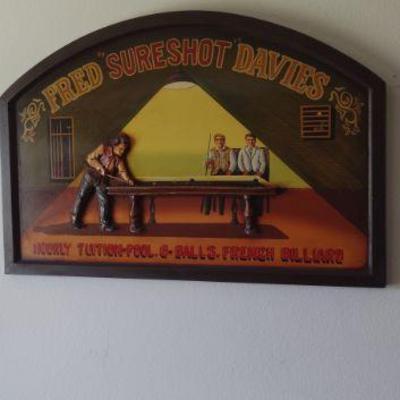 FRED "SURESHOT" DAVIES
HOURLY TUITION-POOL. 6-BALLS. FRENCH BILLIARD